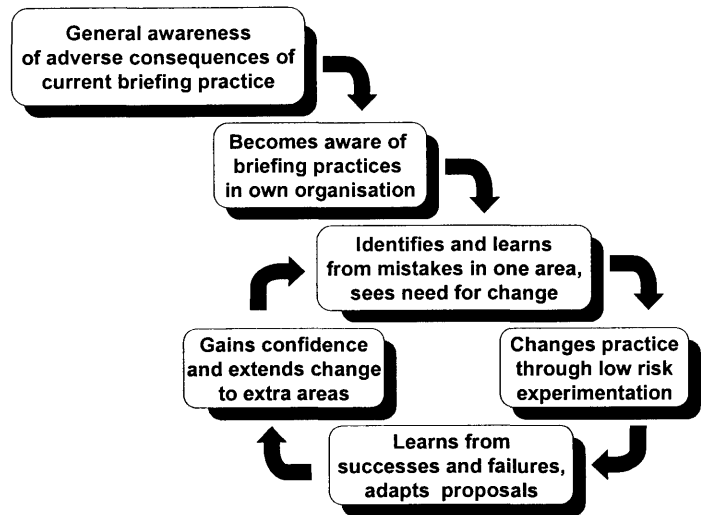 General awareness
of adverse consequences of
current briefing practice
Becomes aware of
briefing practices
in own organisation
Identifies and learns
from mistakes in one area,
sees need for change
Gains confidence
and extends change
to extra areas
Changes practice
through low risk
experimentation
Learns from
successes and failures,
adapts proposals